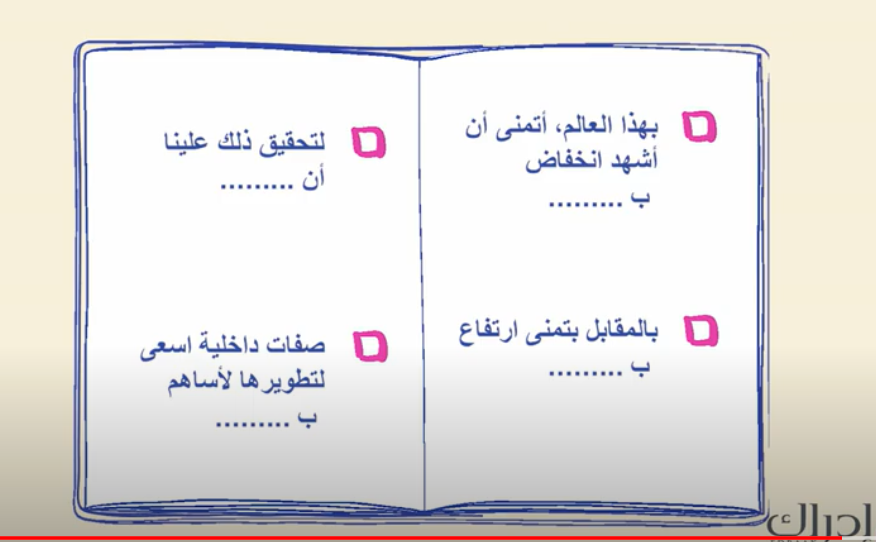 بهذا العالم، أتمنى أن
أشهد انخفاض
ب .........
بالمقابل بتمنى ارتفاع
ب .........
لتحقيق ذلك علينا
أن .........
صفات داخلية اسعى
لتطويرها لأساهم
ب .........
إدراك